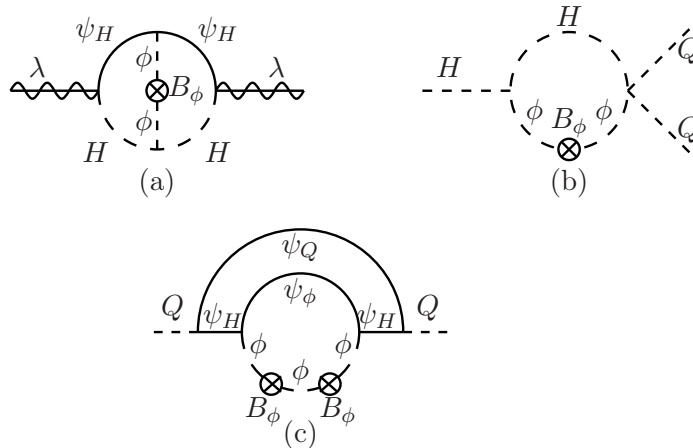 ψ_H ψ_H
ϕ
λ B_ϕ λ
ϕ
H H
(a)
H
H Q
ϕ B_ϕ ϕ
Q
(b)
ψ_Q
ψ_ϕ
Q ψ_H ψ_H Q
ϕ ϕ
ϕ
B_ϕ B_ϕ
(c)